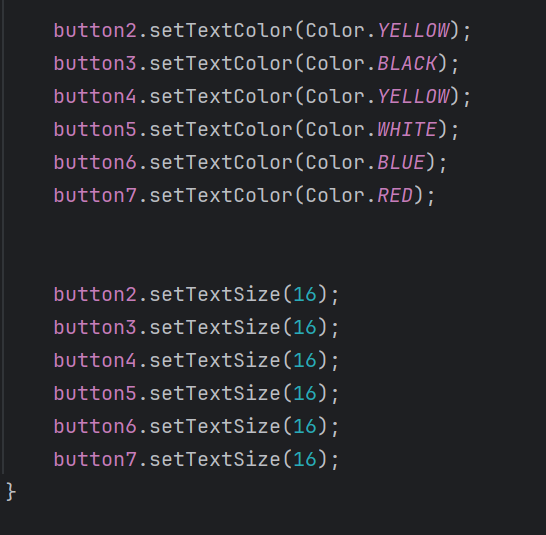 button2.setTextColor(Color.YELLOW);
button3.setTextColor(Color.BLACK);
button4.setTextColor(Color.YELLOW);
button5.setTextColor(Color.WHITE);
button6.setTextColor(Color.BLUE);
button7.setTextColor(Color.RED);
button2.setTextSize(16);
button3.setTextSize(16);
button4.setTextSize(16);
button5.setTextSize(16);
button6.setTextSize(16);
button7.setTextSize(16);
}